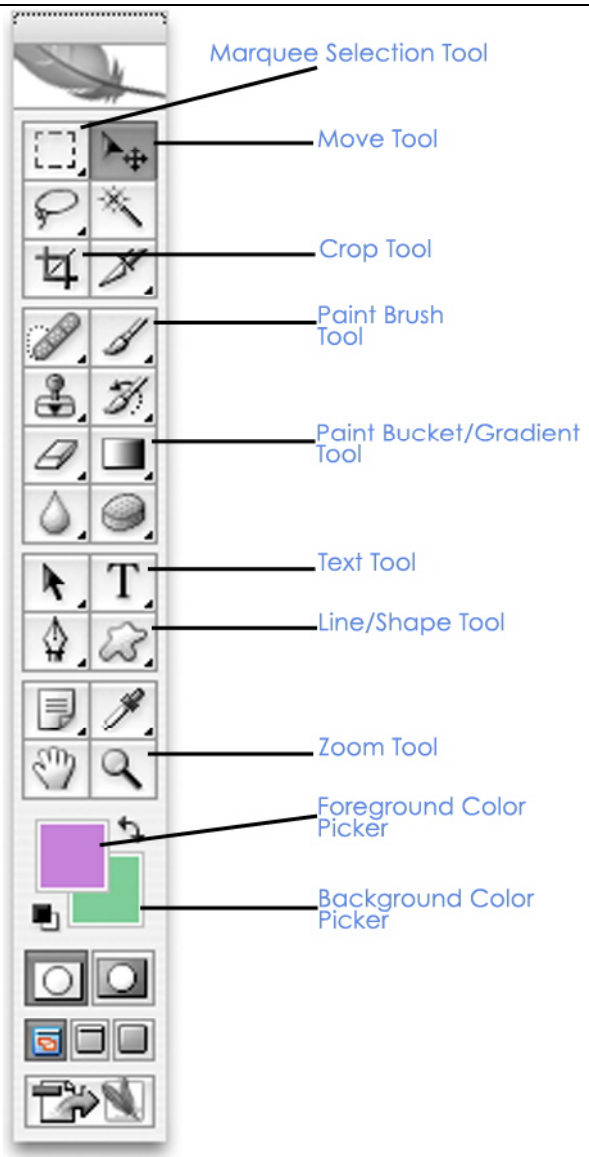 Marquee Selection Tool
Move Tool
Crop Tool
Paint Brush
Tool
Paint Bucket/Gradient
Tool
T
Text Tool
Line/Shape Tool
Zoom Tool
Foreground Color
Picker
Background Color
Picker